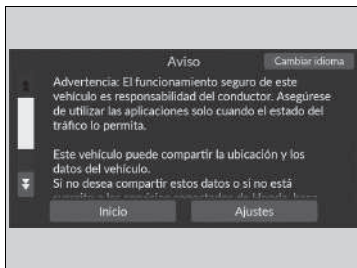 Aviso
Cambiar idioma
Advertencia: El funcionamiento seguro de este
vehículo es responsabilidad del conductor. Asegúrese
de utilizar las aplicaciones solo cuando el estado del
tráfico lo permita.
Este vehículo puede compartir la ubicación y los
datos del vehículo.
Si no desea compartir estos datos o si no está
Inicio
Ajustes